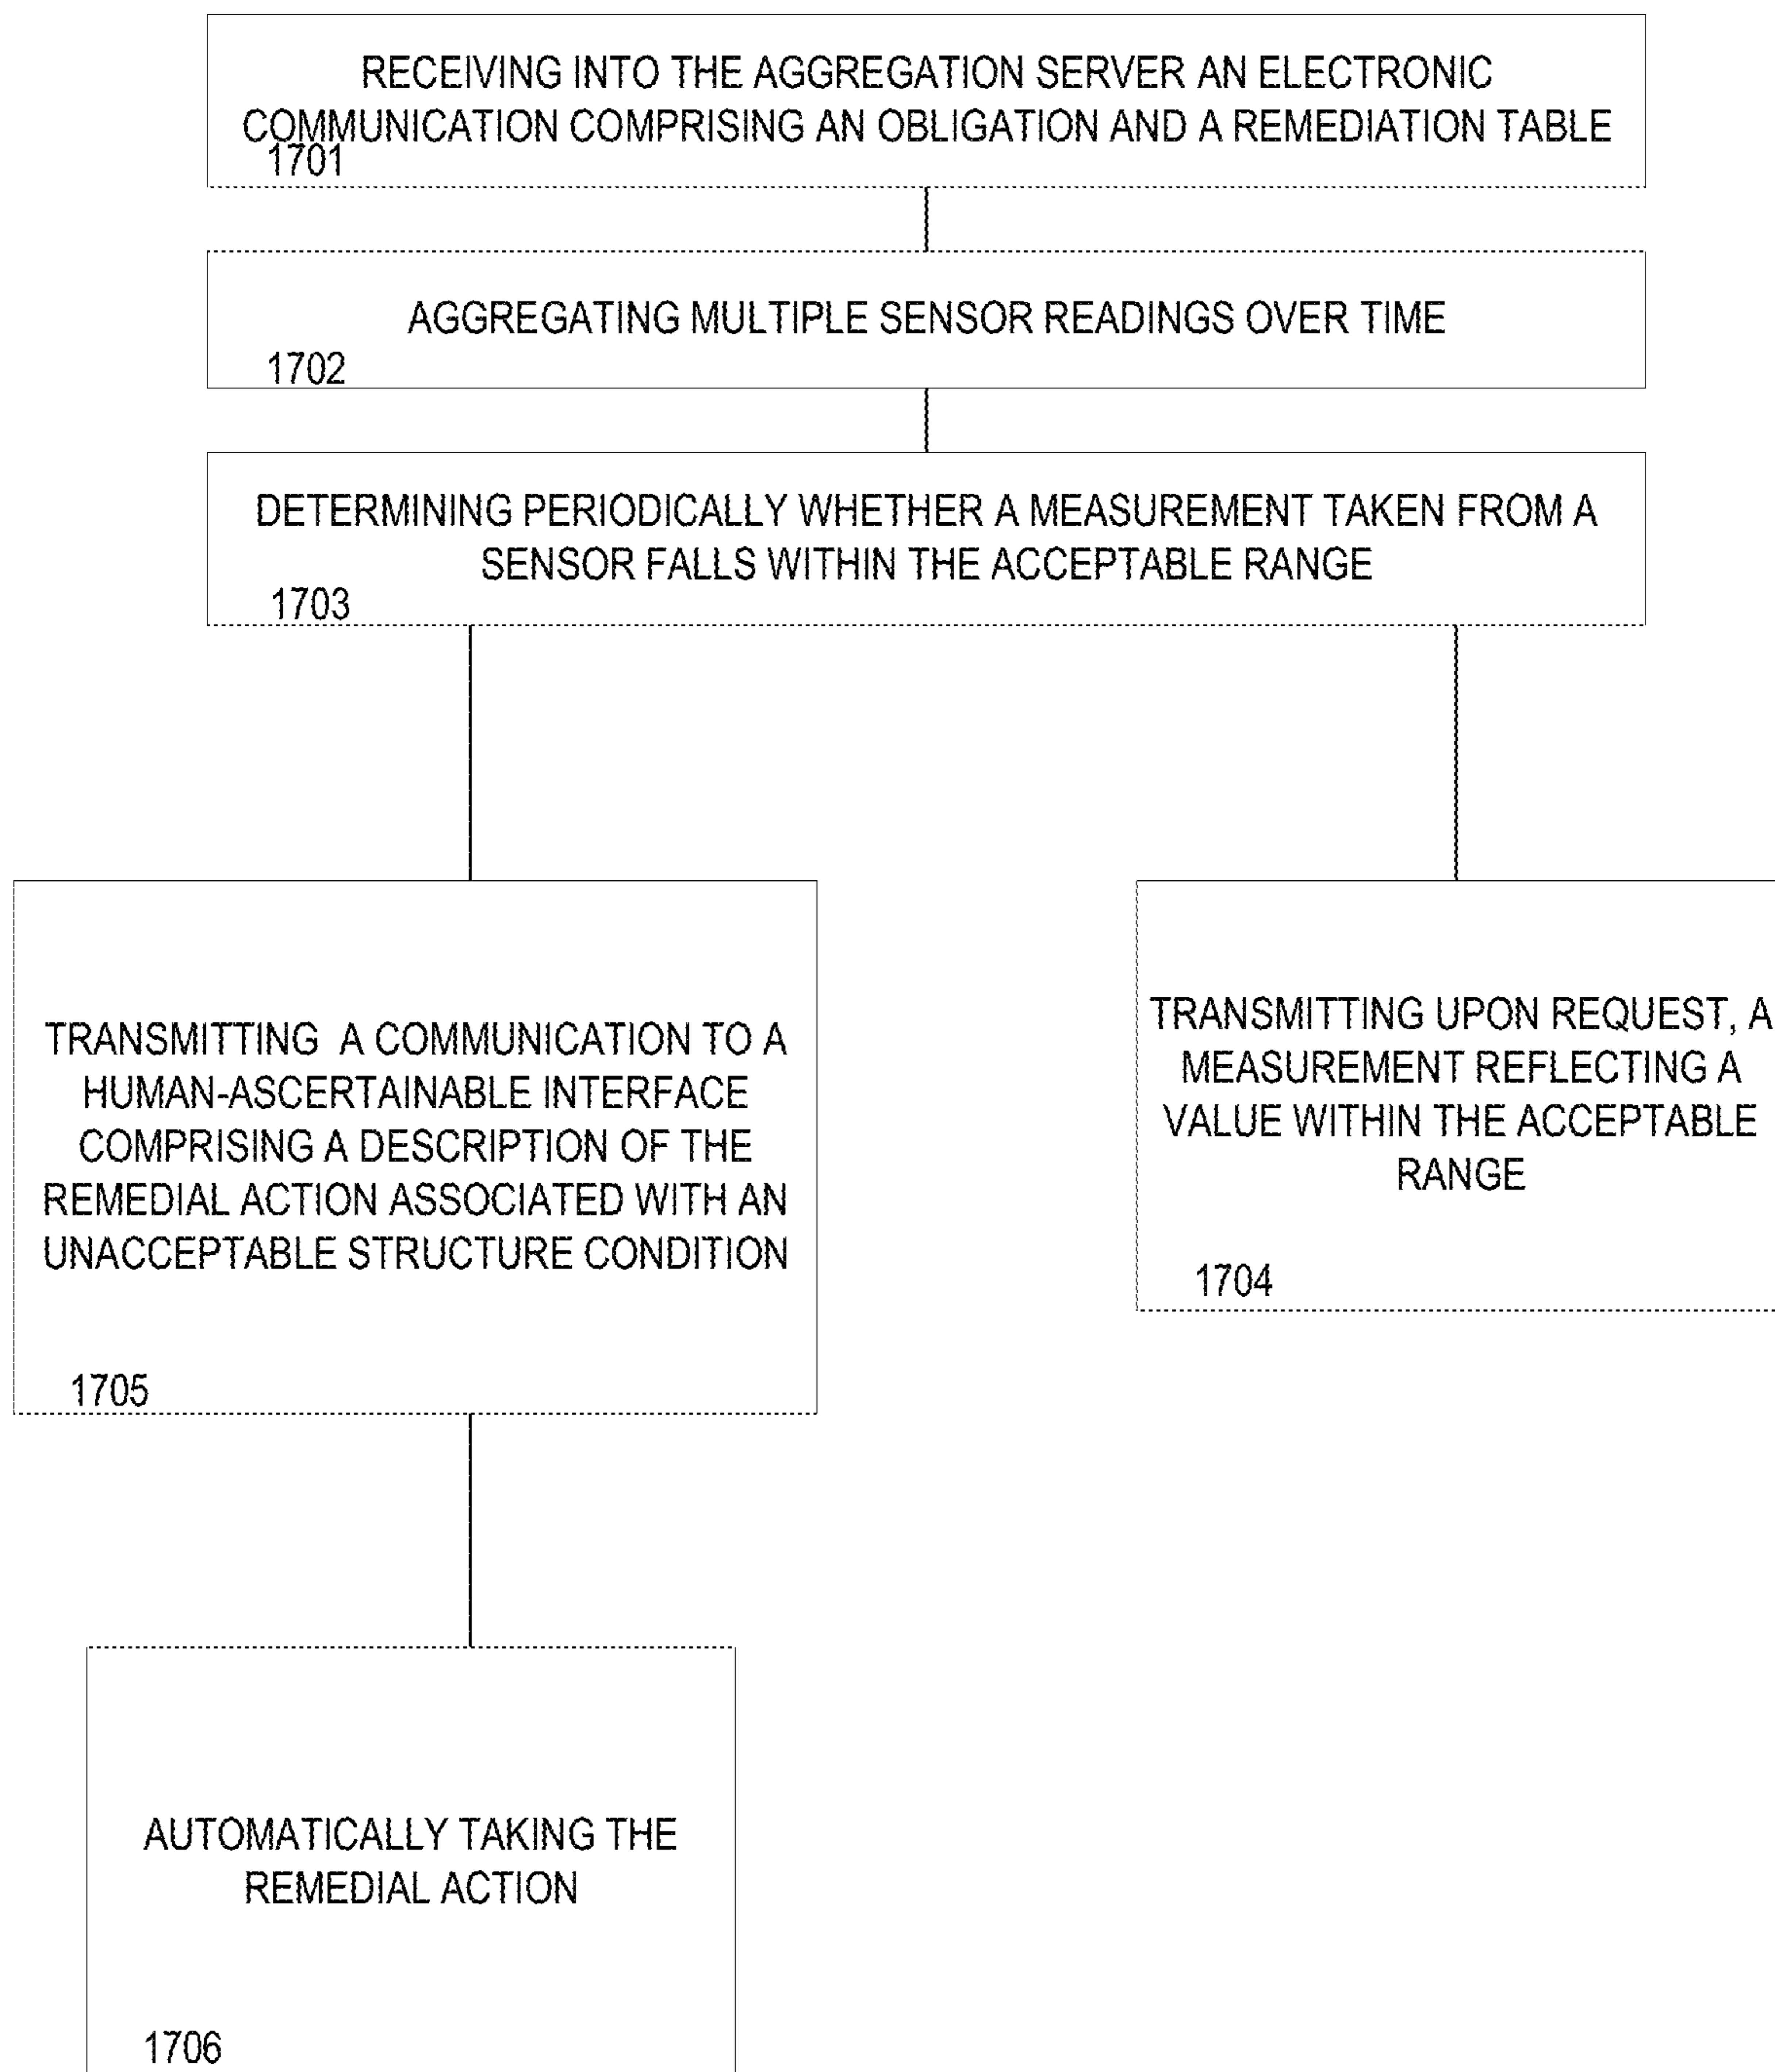 RECEIVING INTO THE AGGREGATION SERVER AN ELECTRONIC
COMMUNICATION COMPRISING AN OBLIGATION AND A REMEDIATION TABLE
1701
AGGREGATING MULTIPLE SENSOR READINGS OVER TIME
1702
DETERMINING PERIODICALLY WHETHER A MEASUREMENT TAKEN FROM A
SENSOR FALLS WITHIN THE ACCEPTABLE RANGE
1703
TRANSMITTING A COMMUNICATION TO A
HUMAN-ASCERTAINABLE INTERFACE
COMPRISING A DESCRIPTION OF THE
REMEDIAL ACTION ASSOCIATED WITH AN
UNACCEPTABLE STRUCTURE CONDITION
1705
TRANSMITTING UPON REQUEST, A
MEASUREMENT REFLECTING A
VALUE WITHIN THE ACCEPTABLE
RANGE
1704
AUTOMATICALLY TAKING THE
REMEDIAL ACTION
1706